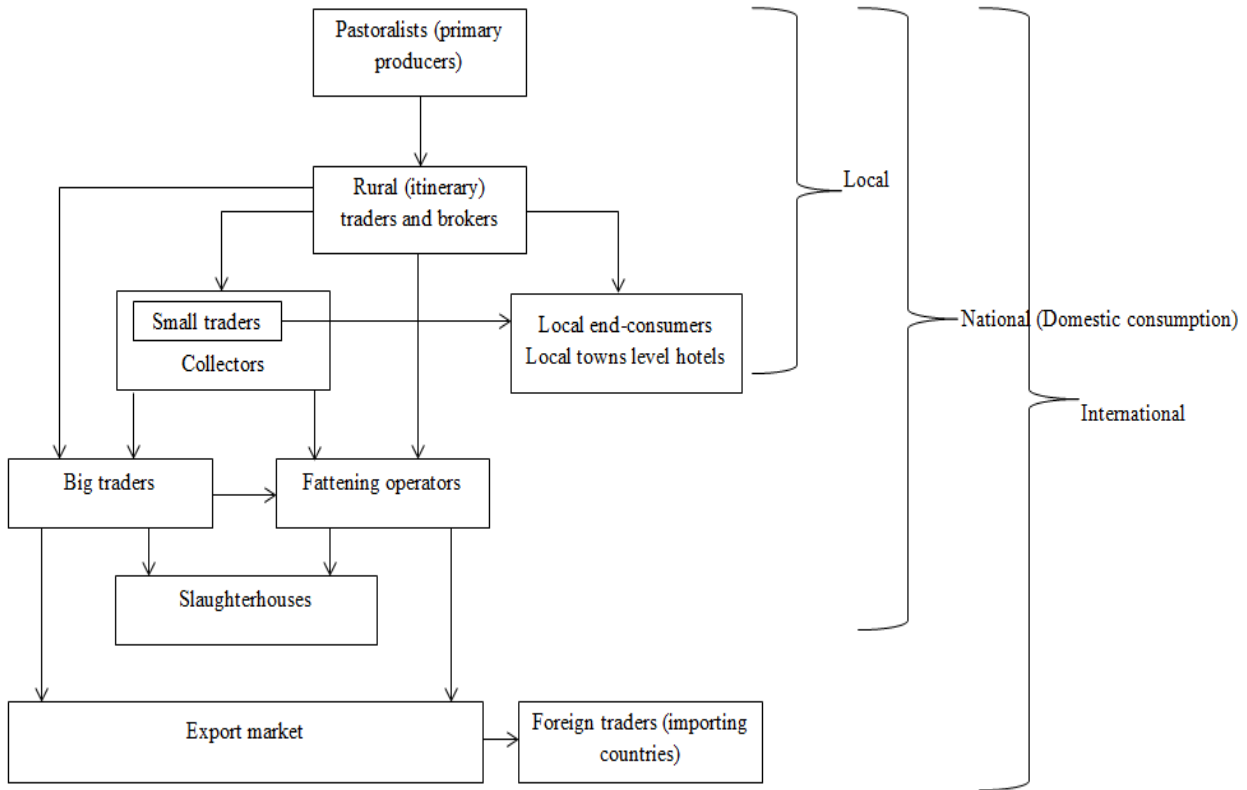 Pastoralists (primary
producers)
Rural (itinerary)
traders and brokers
Local
Small traders
Collectors
Local end-consumers
Local towns level hotels
National (Domestic consumption)
International
Big traders
Fattening operators
Slaughterhouses
Export market
Foreign traders (importing
countries)